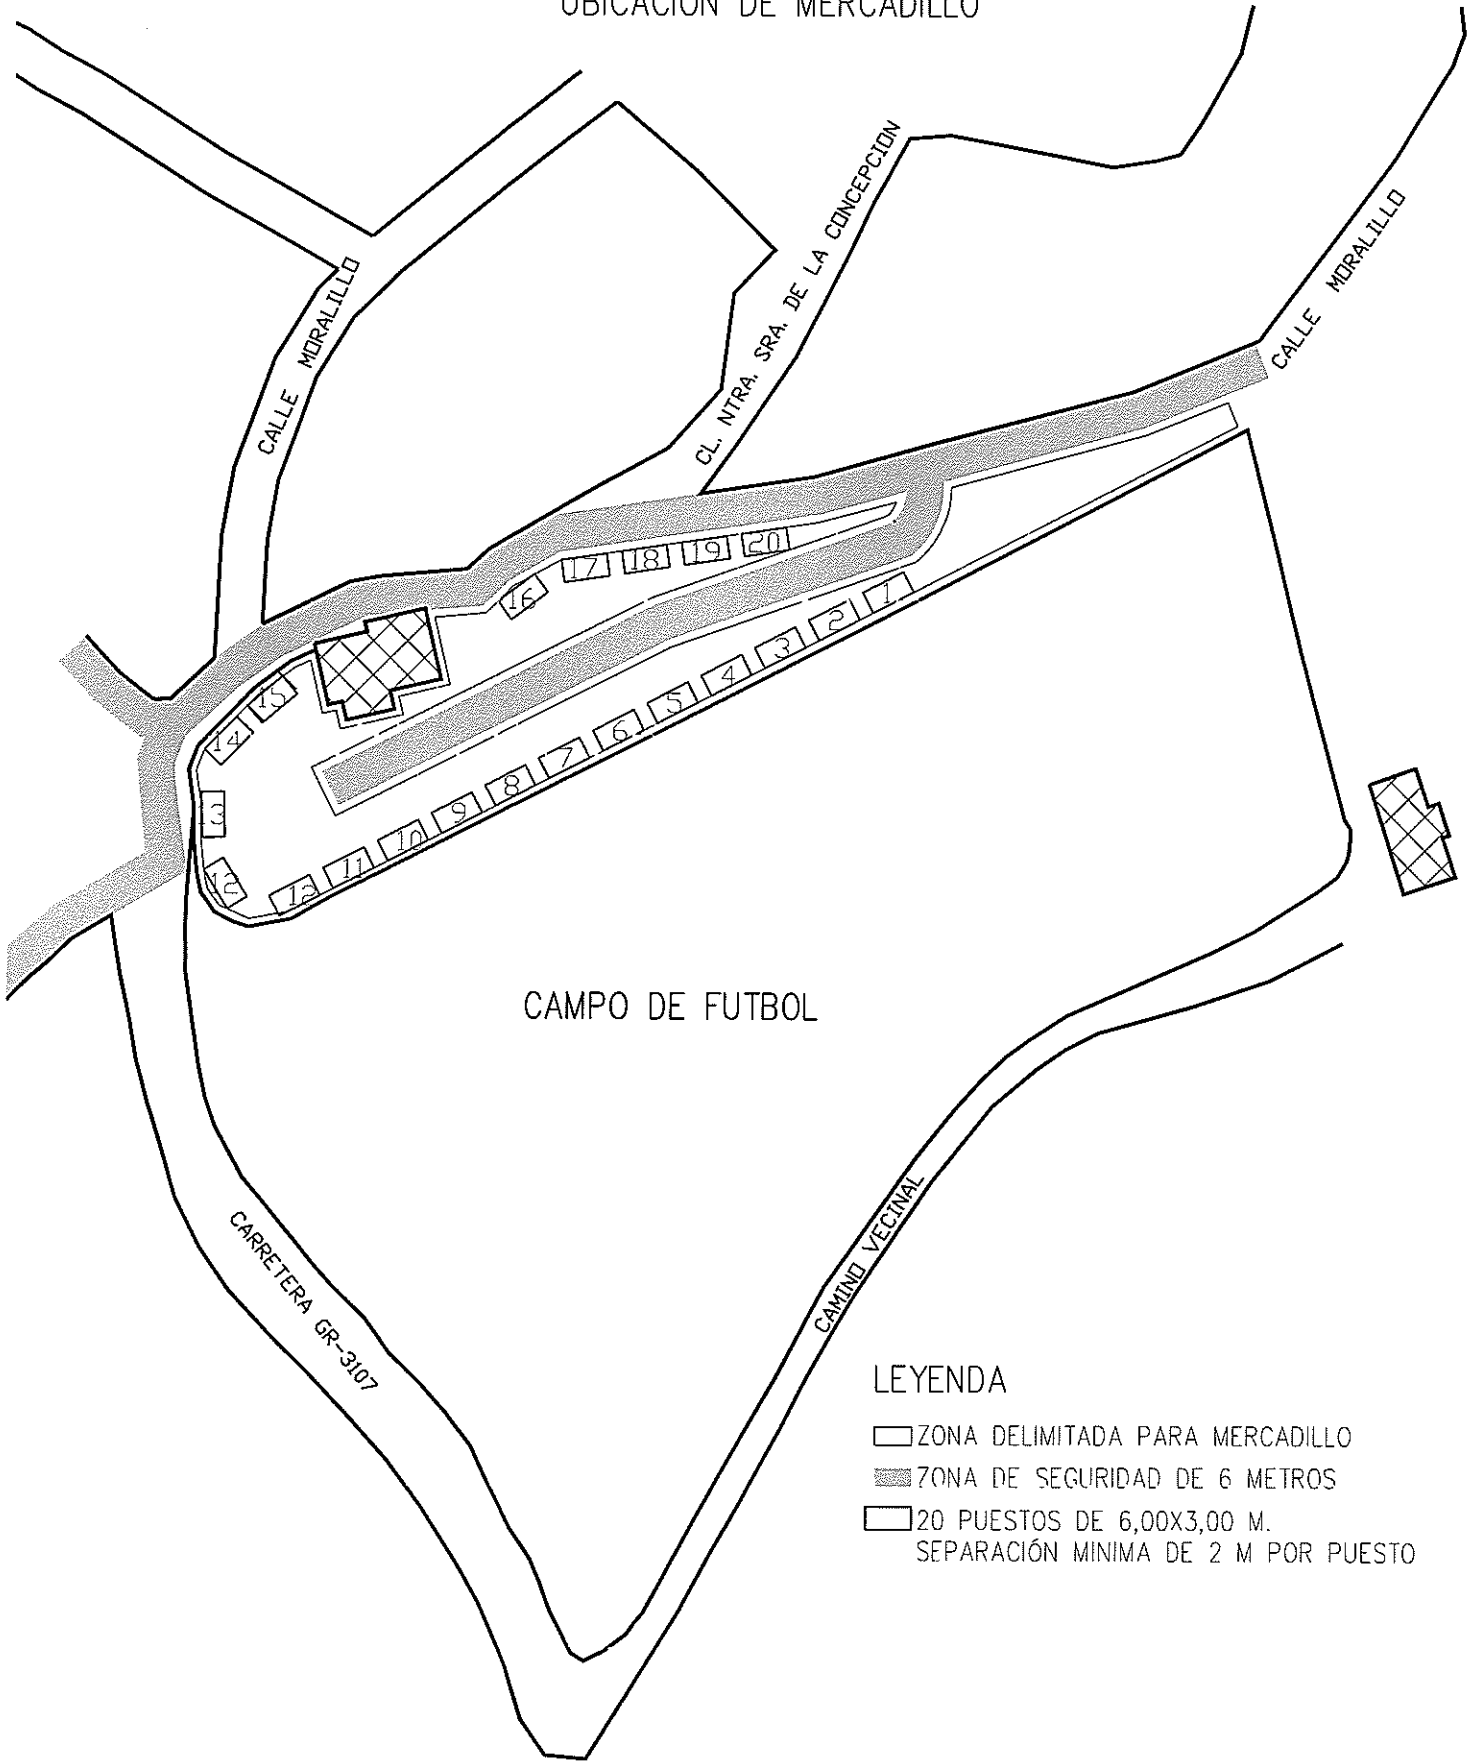 UBICACION DE MERCADILLO
CALLE MORALILLO
CL. NTRA. SRA. DE LA CONCEPCION
CALLE MORALILLO
16
17
18
19
20
15
14
13
12
12
11
10
9
8
7
6
5
4
3
2
1
CAMPO DE FUTBOL
CARRETERA GR-3107
CAMINO VECINAL
LEYENDA
ZONA DELIMITADA PARA MERCADILLO
ZONA DE SEGURIDAD DE 6 METROS
20 PUESTOS DE 6,00X3,00 M.
SEPARACIÓN MINIMA DE 2 M POR PUESTO